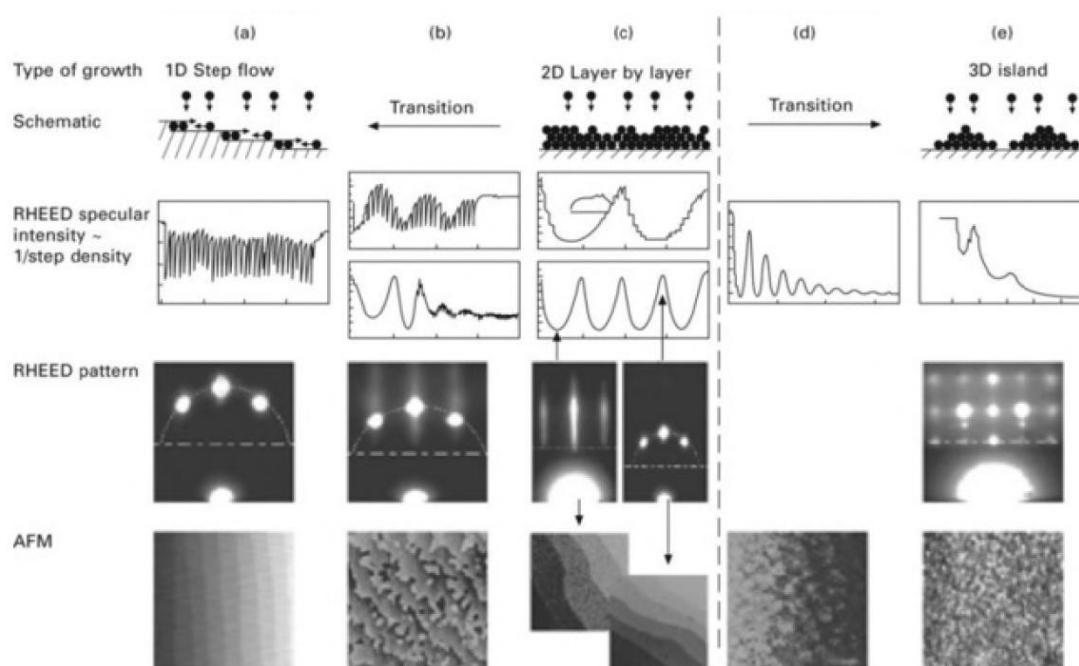 (a) (b) (c) (d) (e)
Type of growth 1D Step flow 2D Layer by layer 3D island
Schematic Transition Transition
RHEED specular
intensity ~
1/step density
RHEED pattern
AFM